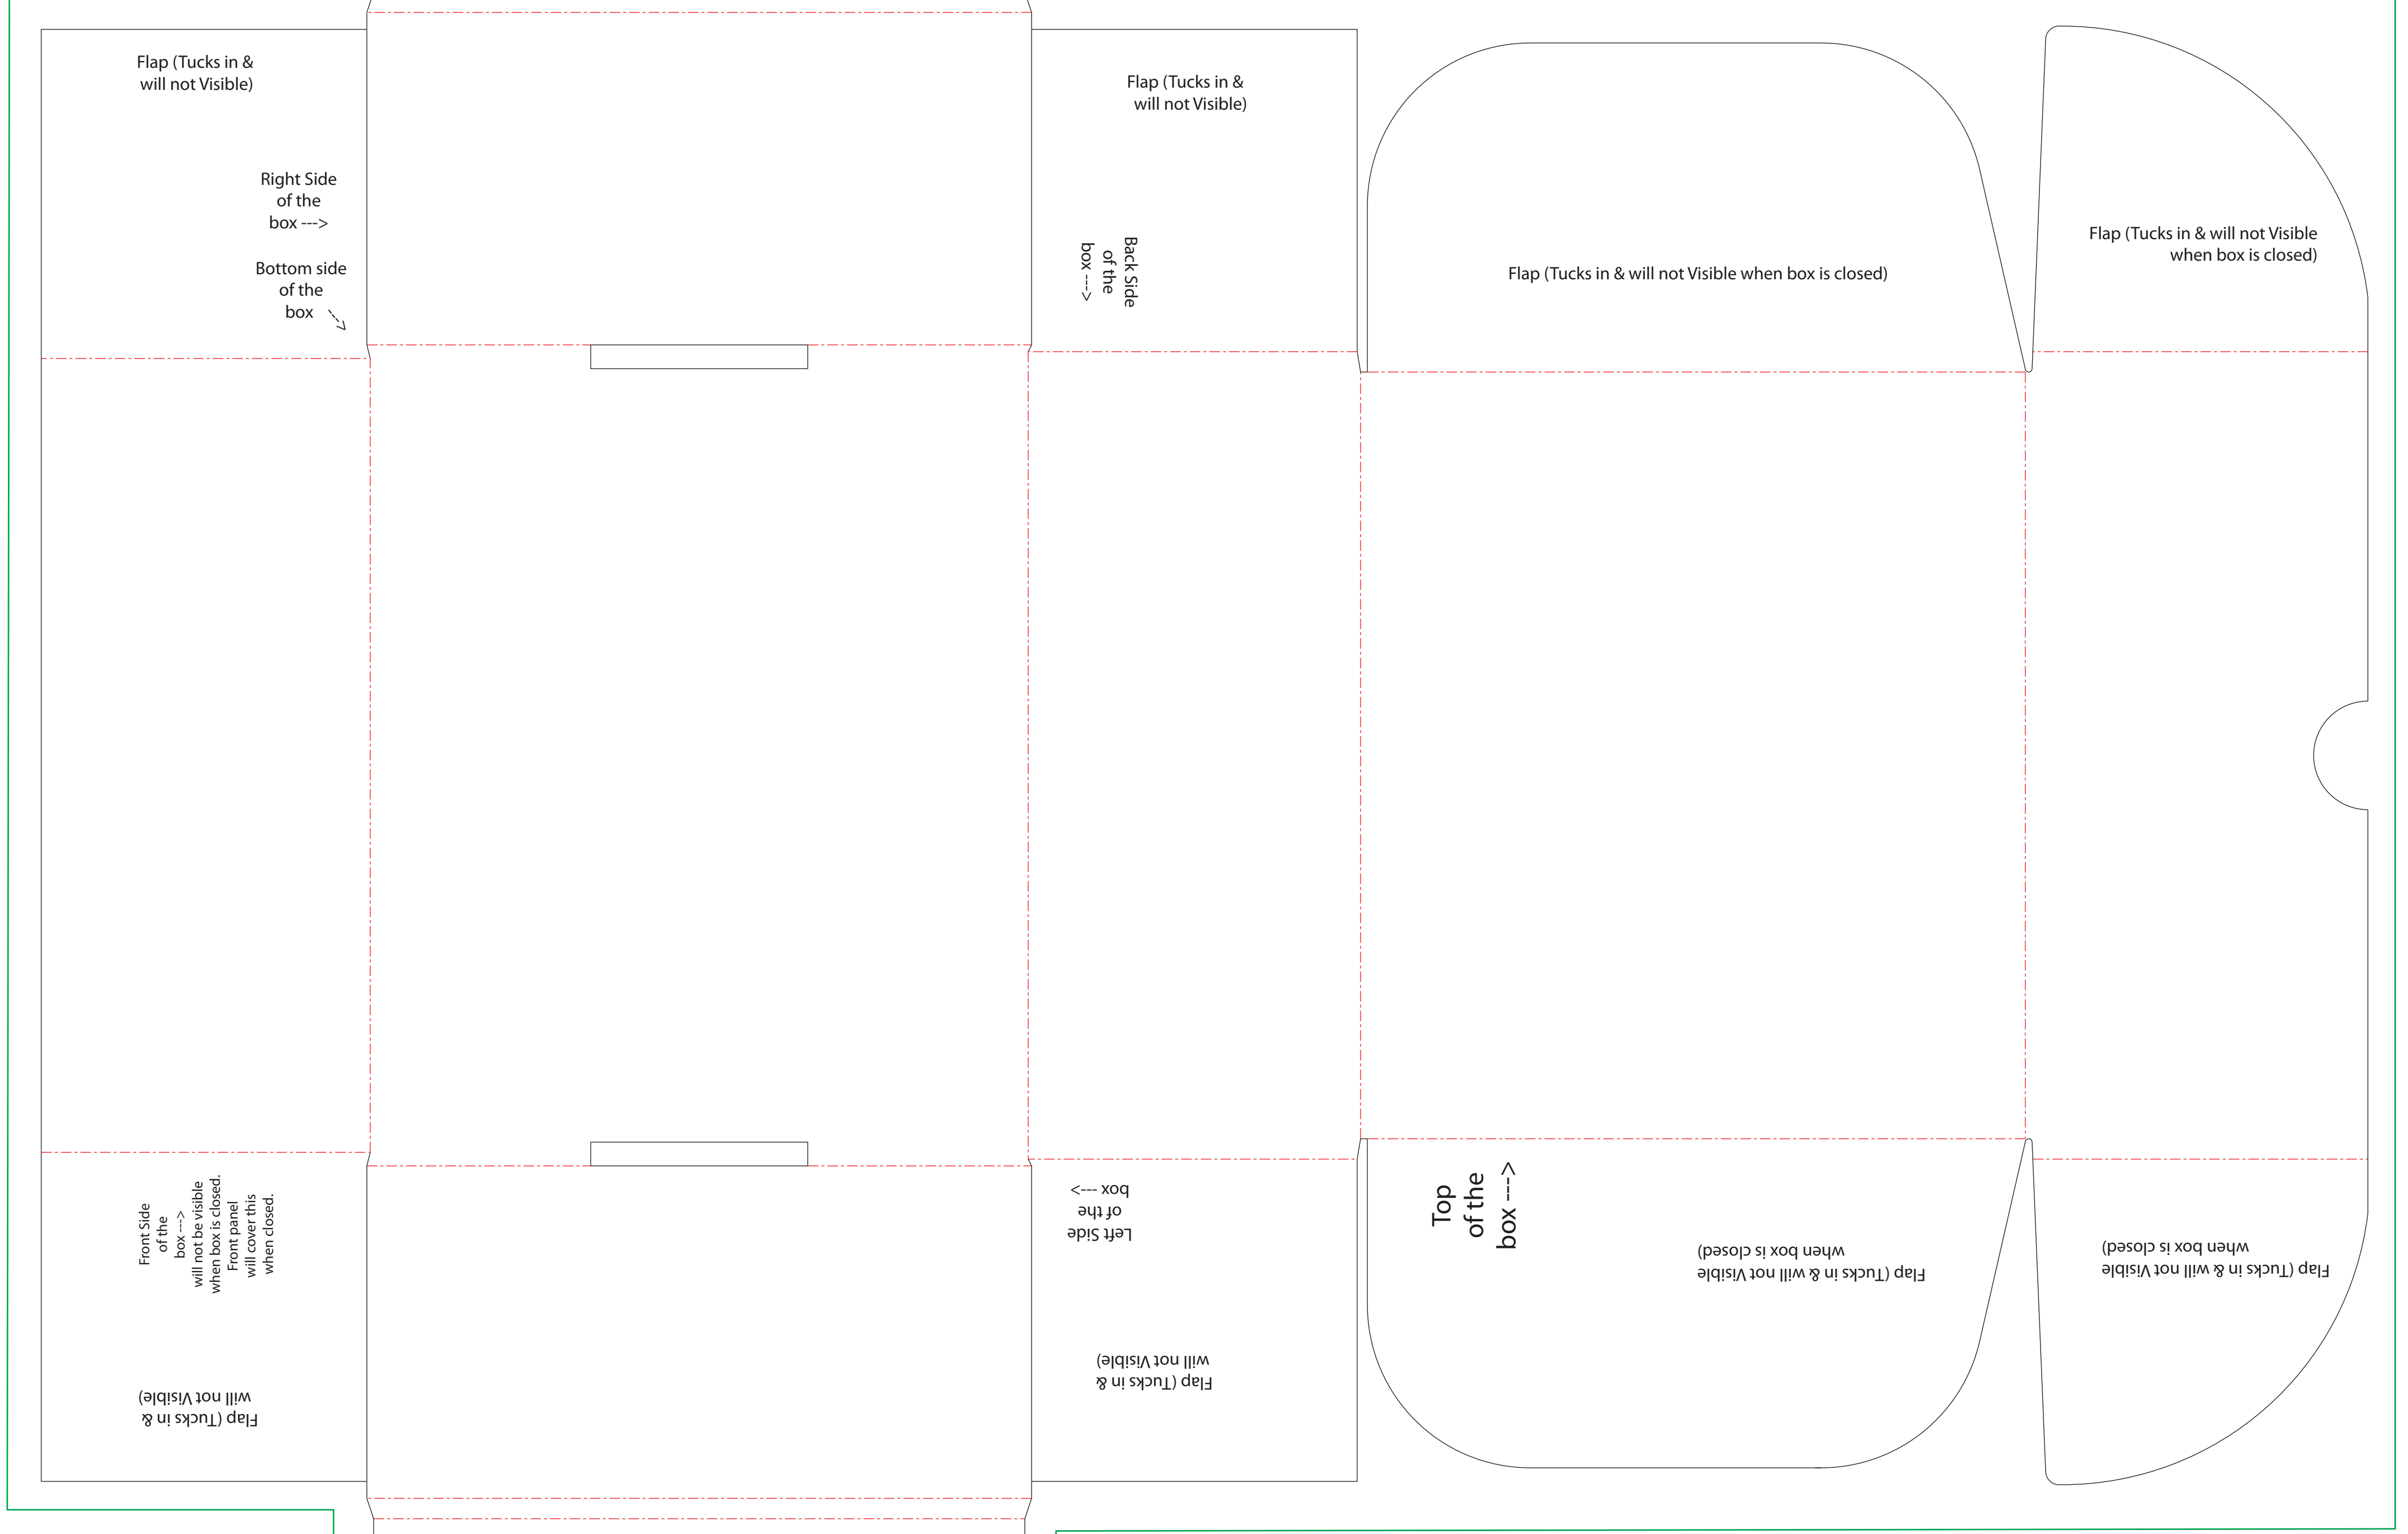 Flap (Tucks in &
will not Visible)
Right Side
of the
box --->
Bottom side
of the
box --->
Flap (Tucks in &
will not Visible)
Back Side
of the
box --->
Flap (Tucks in & will not Visible when box is closed)
Flap (Tucks in & will not Visible
when box is closed)
Front Side
of the
box --->
will not be visible
when box is closed.
Front panel
will cover this
when closed.
Flap (Tucks in &
will not Visible)
Left Side
of the
box --->
Flap (Tucks in &
will not Visible)
Top
of the
box --->
Flap (Tucks in & will not Visible
when box is closed)
Flap (Tucks in & will not Visible
when box is closed)